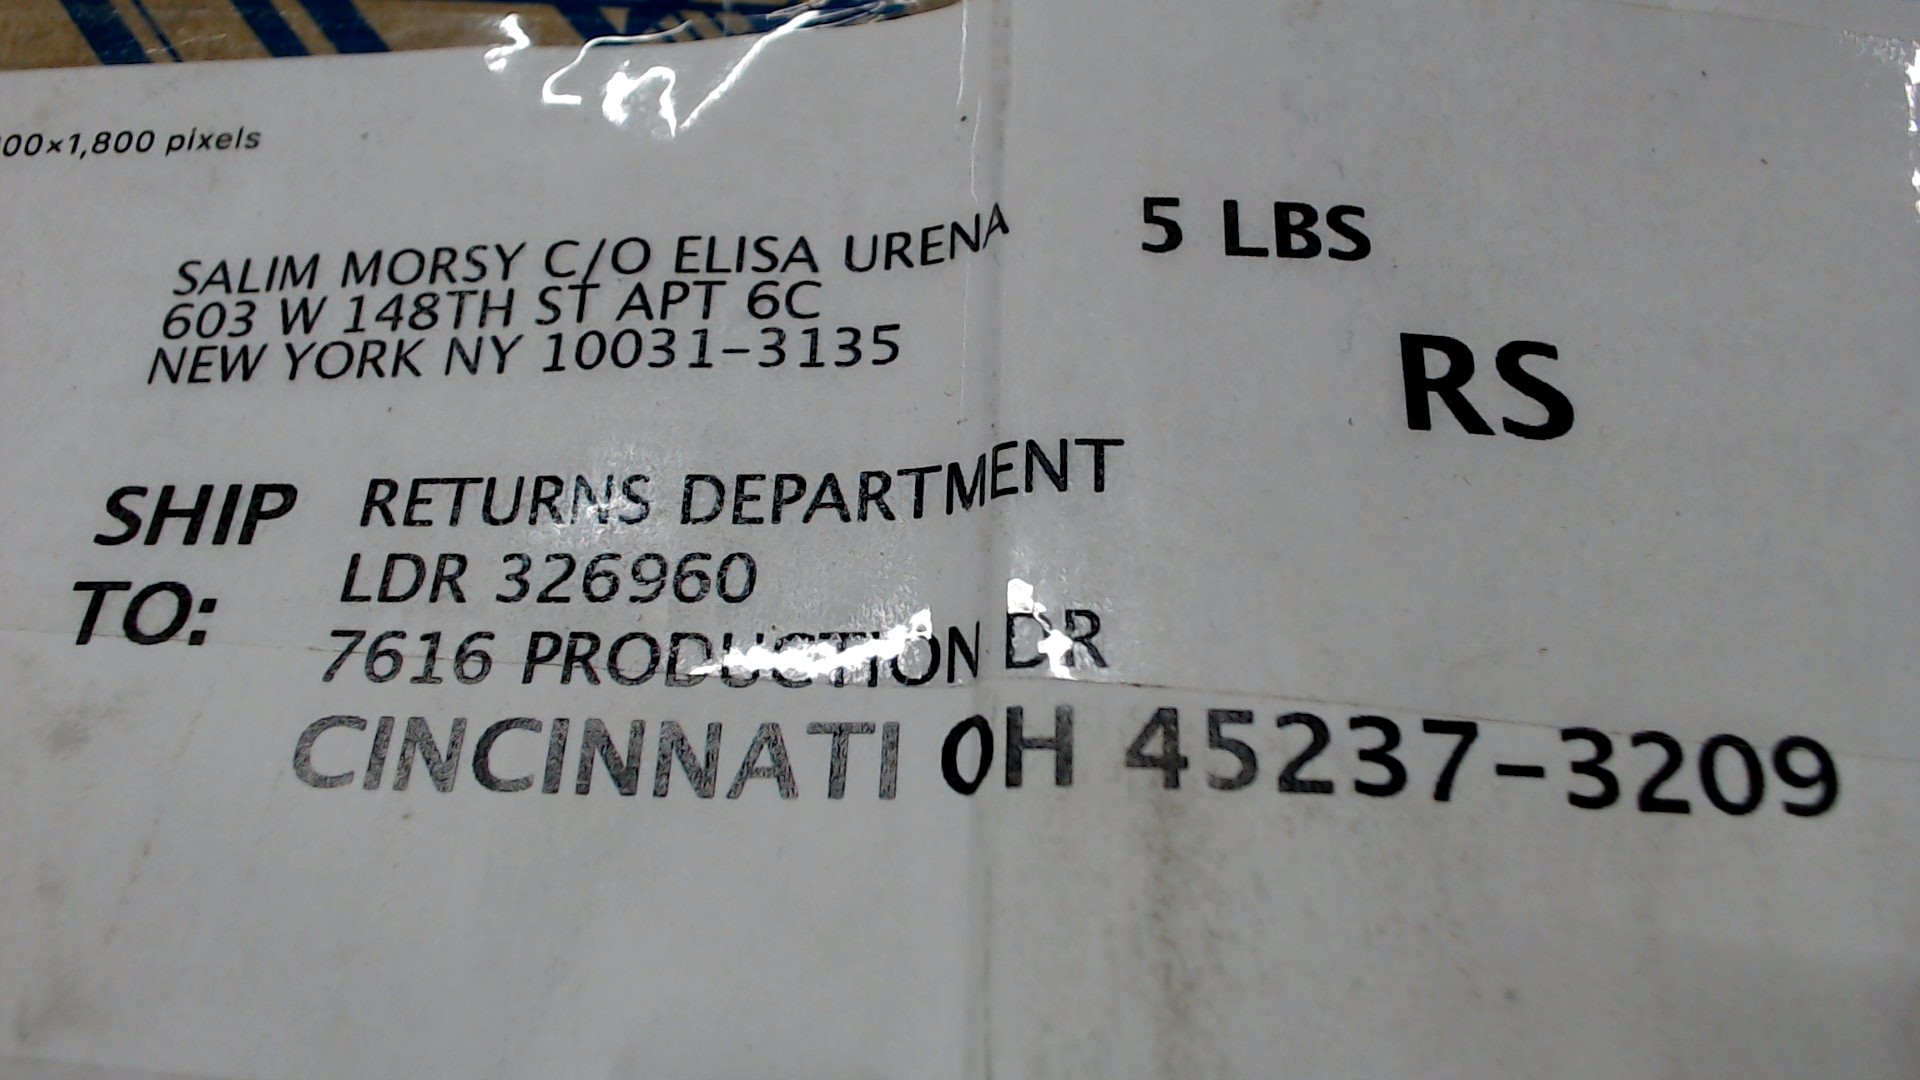 00×1,800 pixels
SALIM MORSY C/O ELISA URENA
603 W 148TH ST APT 6C
NEW YORK NY 10031-3135
5 LBS
RS
SHIP TO:
RETURNS DEPARTMENT
LDR 326960
7616 PRODUCTION DR
CINCINNATI OH 45237-3209